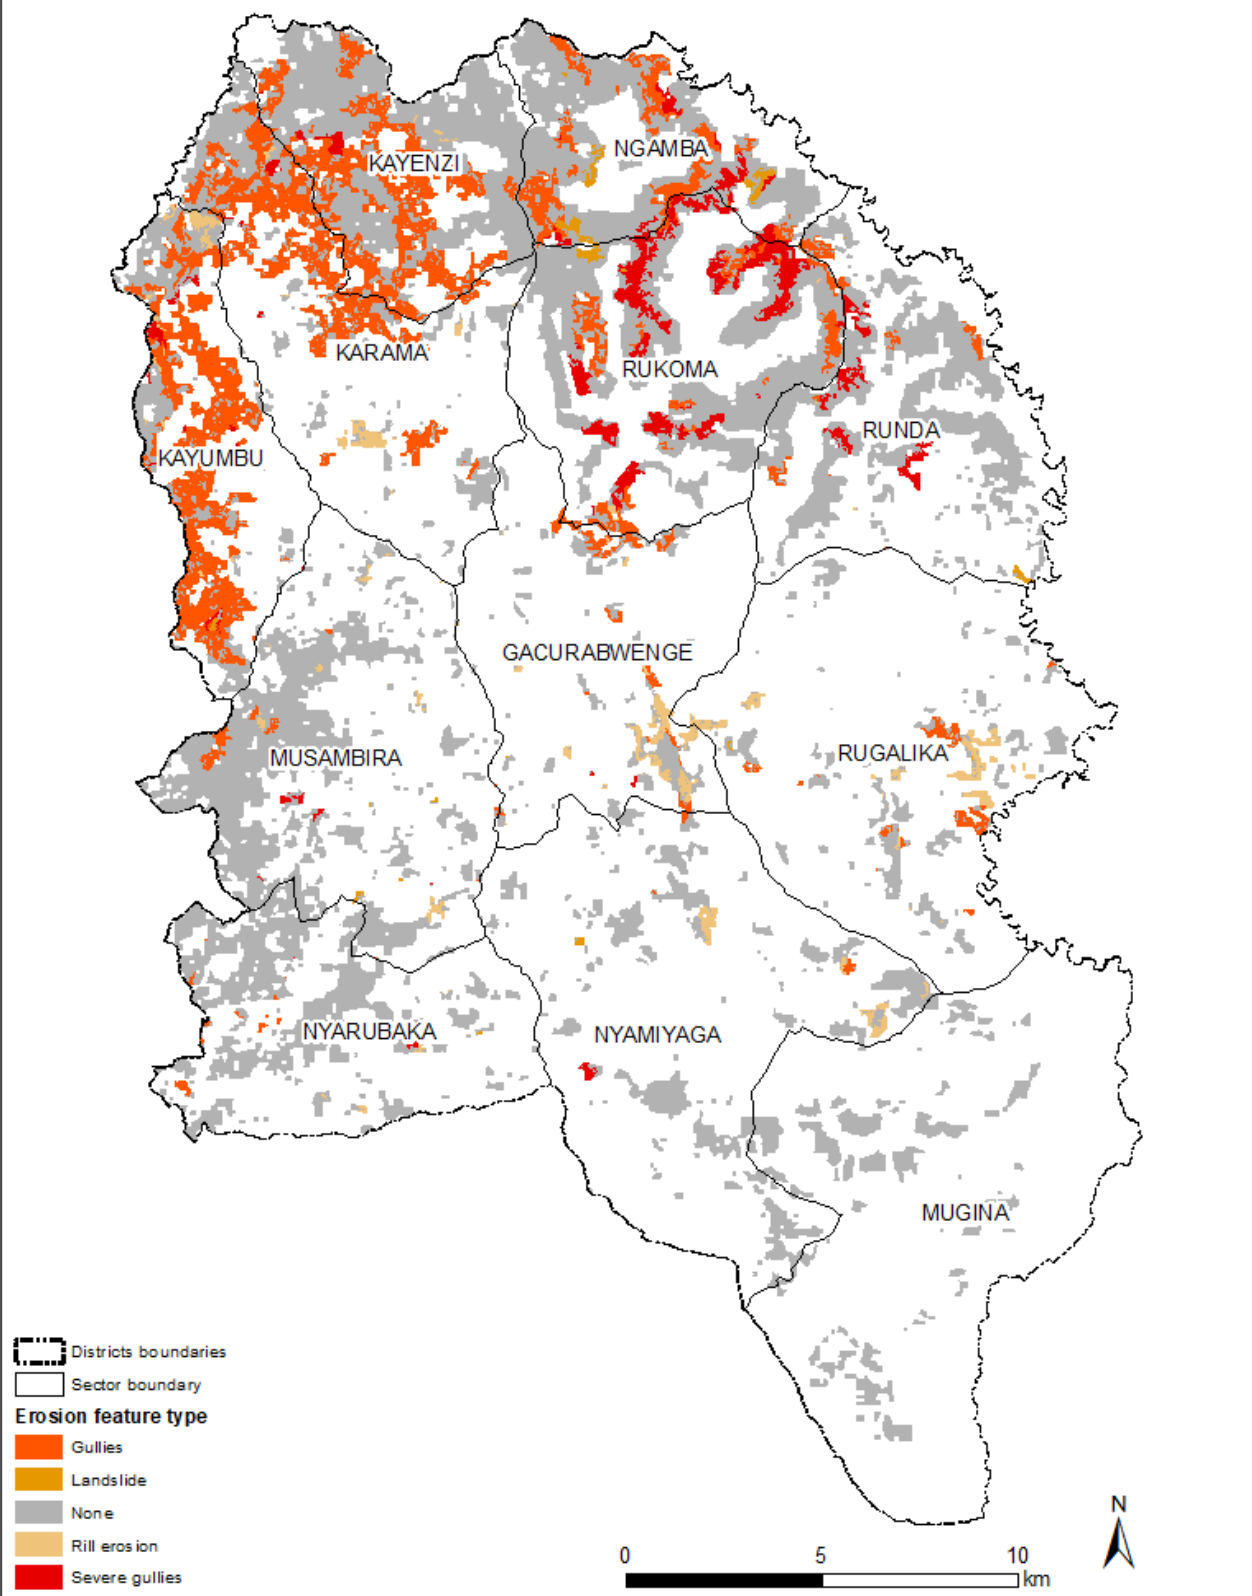 NGAMBA
KAYENZI
KARAMA
RUKOMA
RUNDA
KAYUMBU
GACURABWENGE
MUSAMBIRA
RUGALIKA
NYARUBAKA
NYAMIYAGA
MUGINA
Districts boundaries
Sector boundary
Erosion feature type
Gullies
Landslide
None
Rill erosion
Severe gullies
N
0 5 10
km